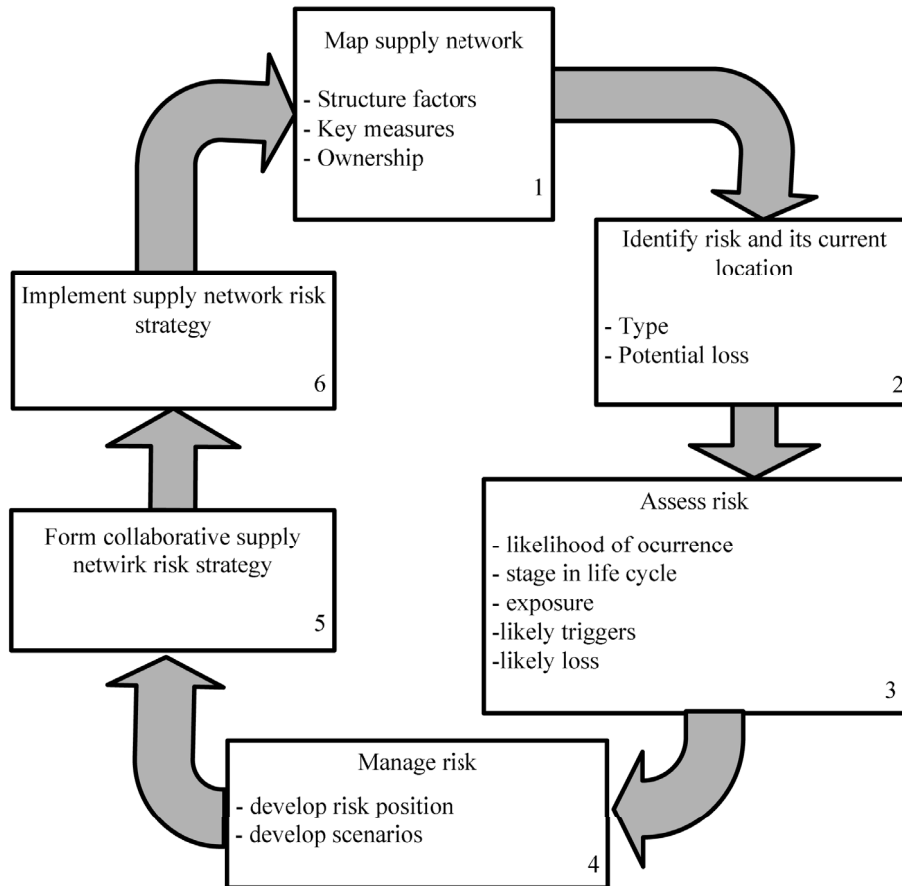 Map supply network
- Structure factors
- Key measures
- Ownership
1
Identify risk and its current
location
- Type
- Potential loss
2
Assess risk
- likelihood of ocurrence
- stage in life cycle
- exposure
-likely triggers
-likely loss
3
Manage risk
- develop risk position
- develop scenarios
4
Form collaborative supply
netwirk risk strategy
5
Implement supply network risk
strategy
6